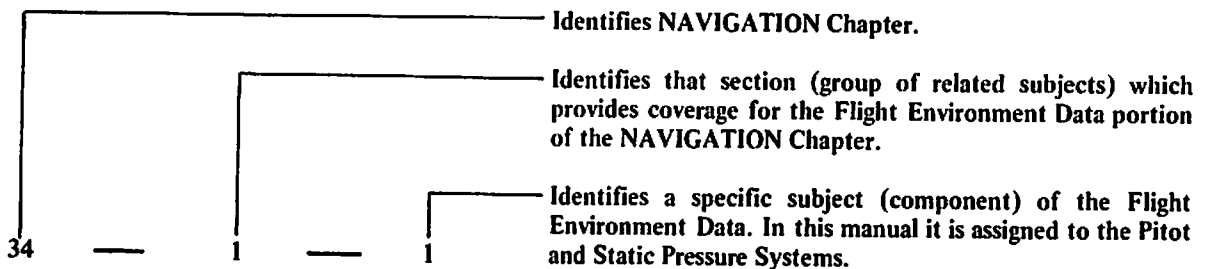 Identifies NAVIGATION Chapter.
Identifies that section (group of related subjects) which
provides coverage for the Flight Environment Data portion
of the NAVIGATION Chapter.
Identifies a specific subject (component) of the Flight
Environment Data. In this manual it is assigned to the Pitot
and Static Pressure Systems.
34 — 1 — 1